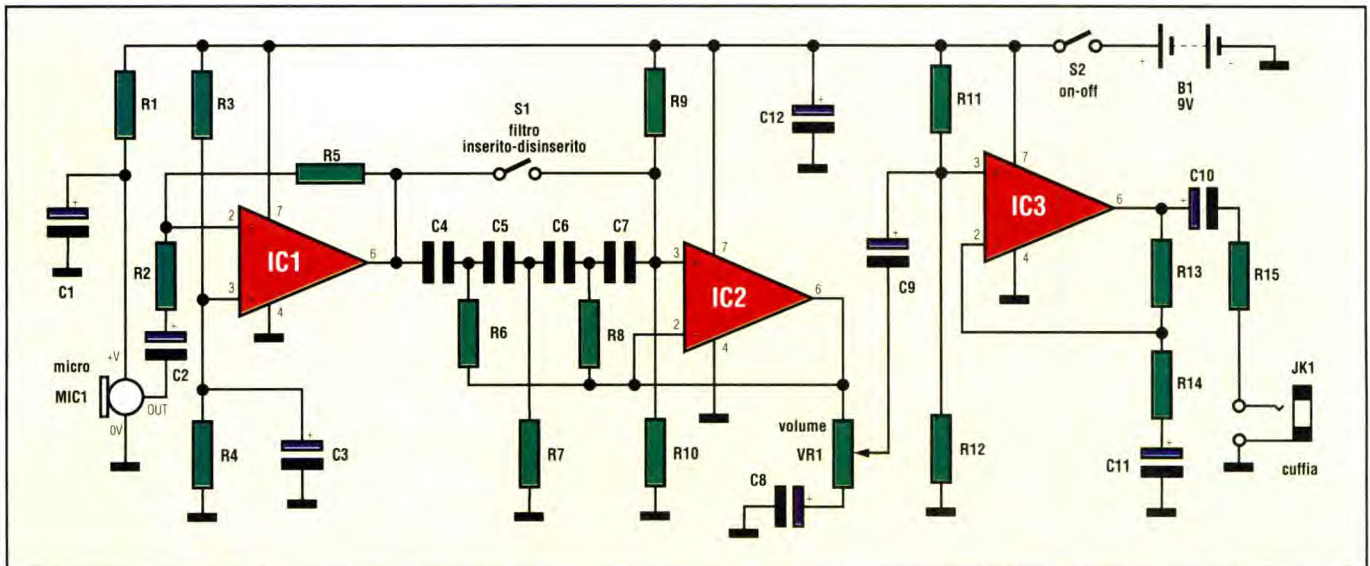 R1
R3
R5
2
3
7
6
4
IC1
R2
C1
C2
+
micro
MIC1
+V
OUT
0V
R4
C3
+
S1
filtro
inserito-disinserito
C4
C5
C6
C7
R6
R7
R8
R9
R10
3
2
7
6
4
IC2
volume
VR1
C8
+
C12
+
C9
+
R11
R12
3
2
7
6
4
IC3
S2
on-off
+
-
B1
9V
C10
+
R13
R14
R15
C11
+
JK1
cuffia